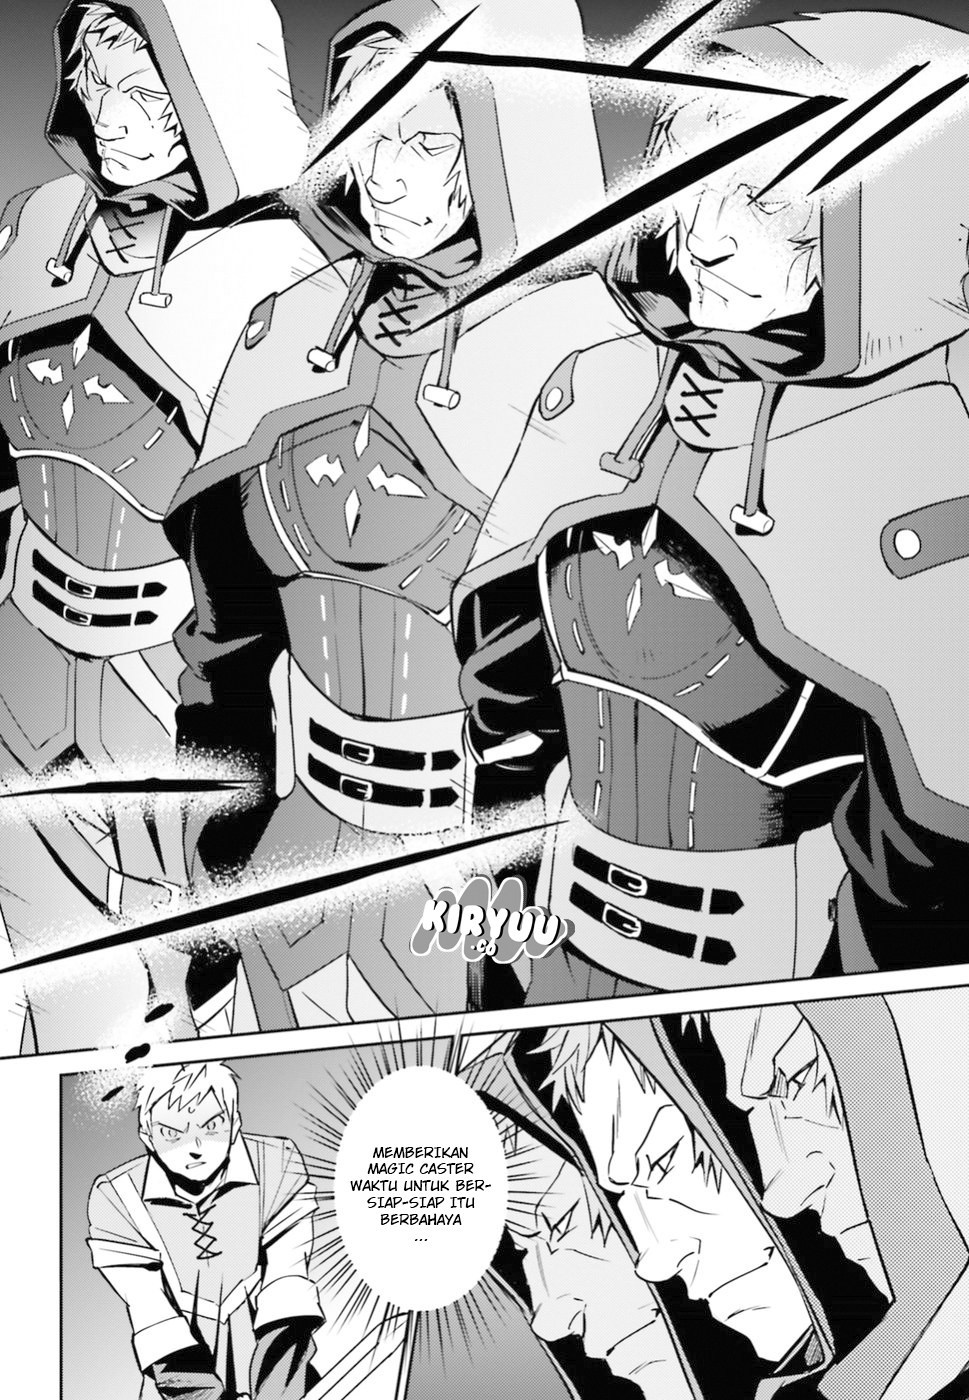 KIRYUU
.CO
MEMBERIKAN
MAGIC CASTER
WAKTU UNTUK BER-
SIAP-SIAP ITU
BERBAHAYA
...